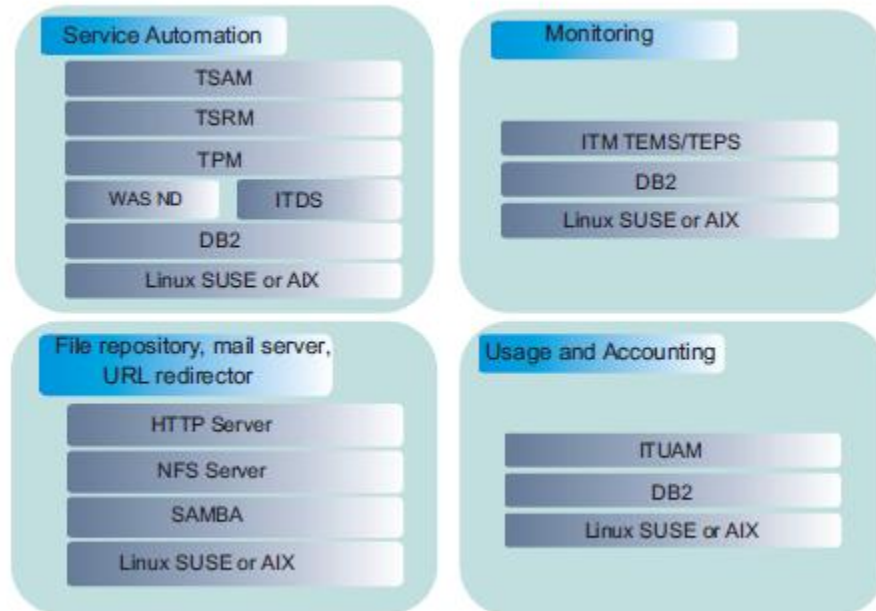 Service Automation
TSAM
TSRM
TPM
WAS ND
ITDS
DB2
Linux SUSE or AIX
Monitoring
ITM TEMS/TEPS
DB2
Linux SUSE or AIX
File repository, mail server,
URL redirector
HTTP Server
NFS Server
SAMBA
Linux SUSE or AIX
Usage and Accounting
ITUAM
DB2
Linux SUSE or AIX